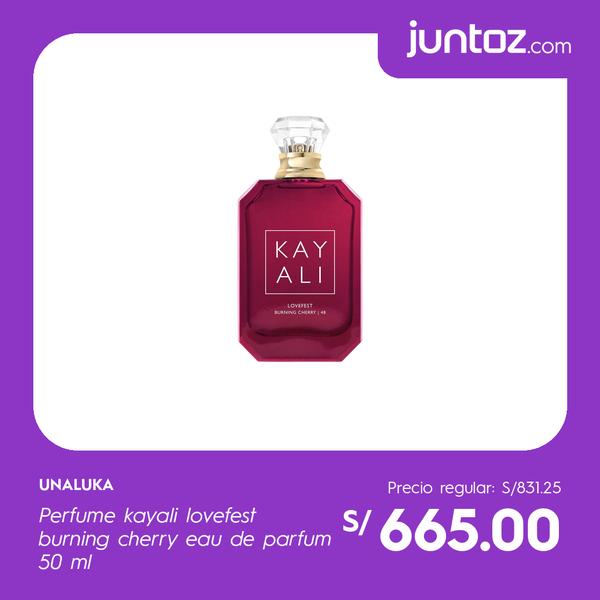 juntoz.com
KAY
ALI
LOVEFEST
BURNING CHERRY | 48
UNALUKA
Perfume kayali lovefest
burning cherry eau de parfum
50 ml
Precio regular: S/831.25
S/ 665.00